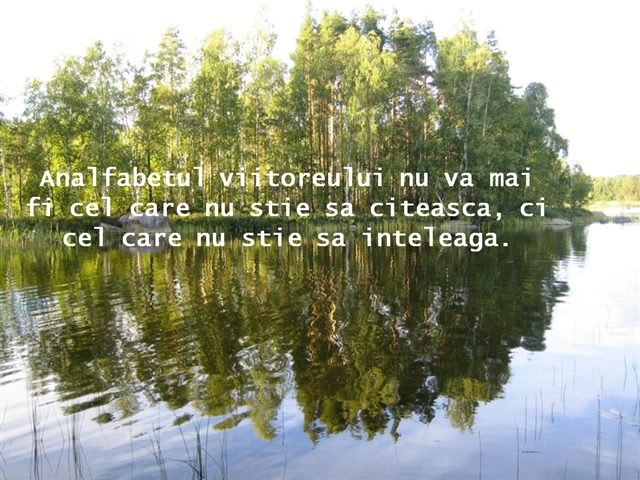 Analfabetul viitoreului nu va mai
fi cel care nu stie sa citeasca, ci
cel care nu stie sa inteleaga.